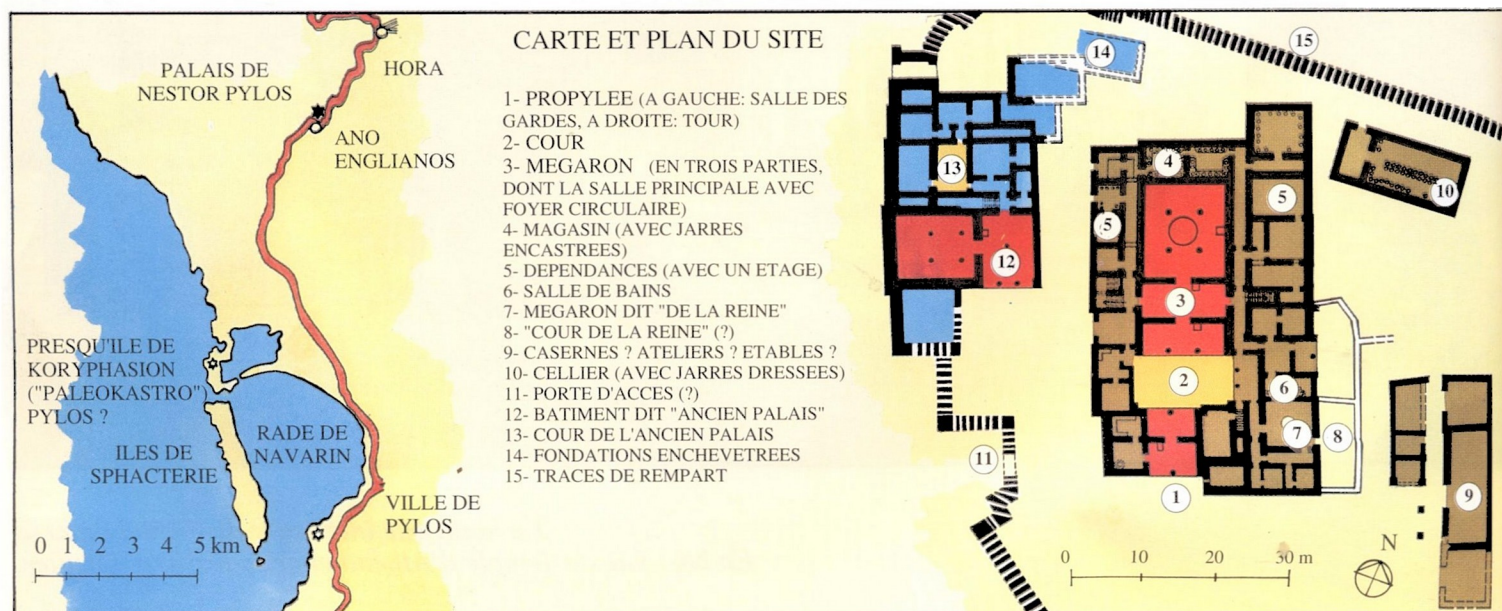 CARTE ET PLAN DU SITE
HORA
PALAIS DE
NESTOR PYLOS
ANO
ENGLIANOS
PRESQU'ILE DE
KORYPHASION
("PALEOKASTRO")
PYLOS ?
ILES DE
SPHACTERIE
RADE DE
NAVARIN
VILLE DE
PYLOS
0 1 2 3 4 5 km
1- PROPYLEE (A GAUCHE: SALLE DES
GARDES, A DROITE: TOUR)
2- COUR
3- MEGARON (EN TROIS PARTIES,
DONT LA SALLE PRINCIPALE AVEC
FOYER CIRCULAIRE)
4- MAGASIN (AVEC JARRES
ENCASTREES)
5- DEPENDANCES (AVEC UN ETAGE)
6- SALLE DE BAINS
7- MEGARON DIT "DE LA REINE"
8- "COUR DE LA REINE" (?)
9- CASERNES ? ATELIERS ? ETABLES ?
10- CELLIER (AVEC JARRES DRESSEES)
11- PORTE D'ACCES (?)
12- BATIMENT DIT "ANCIEN PALAIS"
13- COUR DE L'ANCIEN PALAIS
14- FONDATIONS ENCHEVETREES
15- TRACES DE REMPART
14
15
13
4
5
10
5
12
3
2
6
7
8
11
1
9
0 10 20 30 m
N